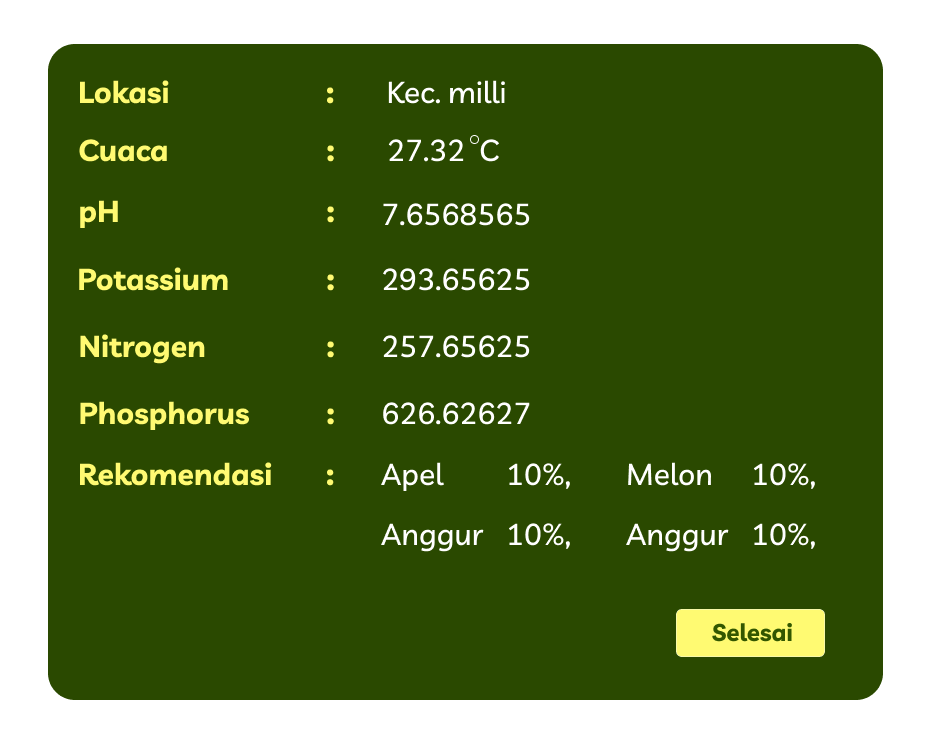 Lokasi : Kec. milli
Cuaca : 27.32 °C
pH : 7.6568565
Potassium : 293.65625
Nitrogen : 257.65625
Phosphorus : 626.62627
Rekomendasi : Apel 10%, Melon 10%,
Anggur 10%, Anggur 10%,
Selesai